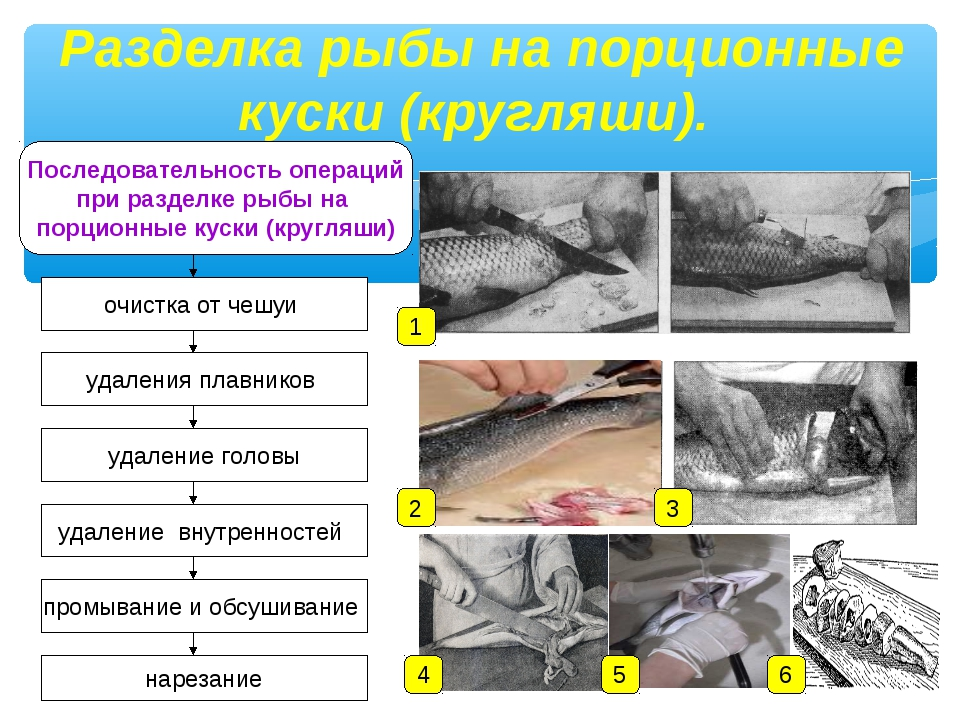 Разделка рыбы на порционные
куски (кругляши).
Последовательность операций
при разделке рыбы на
порционные куски (кругляши)
очистка от чешуи
удаления плавников
удаление головы
удаление внутренностей
промывание и обсушивание
нарезание
1
2
3
4
5
6